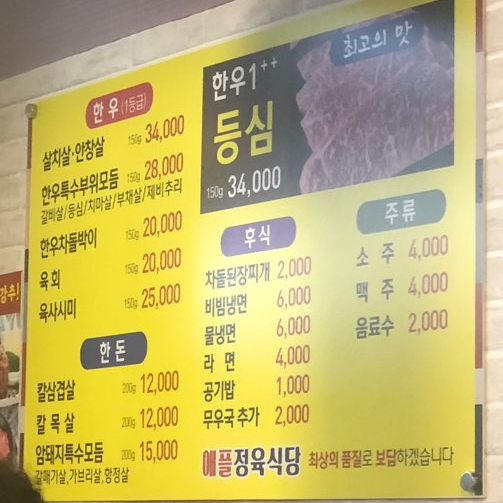 한우 (1등급)
살치살·안창살 150g 34,000
한우특수부위모듬 150g 28,000
갈비살/등심/치마살/부채살/제비추리
한우차돌박이 150g 20,000
육회 150g 20,000
육사시미 150g 25,000
한돈
칼삼겹살 200g 12,000
칼목살 200g 12,000
암돼지특수모듬 200g 15,000
갈매기살,가브리살,항정살
최고의 맛
한우1++
등심
150g 34,000
후식
차돌된장찌개 2,000
비빔냉면 6,000
물냉면 6,000
라면 4,000
공기밥 1,000
무우국추가 2,000
주류
소주 4,000
맥주 4,000
음료수 2,000
애플정육식당 최상의 품질로 보답하겠습니다